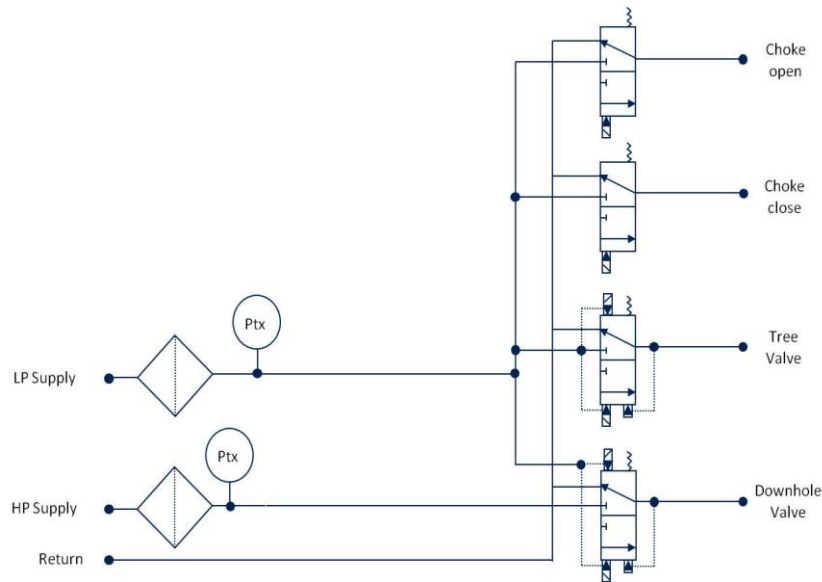 Choke
open
Choke
close
Ptx
Tree
Valve
LP Supply
Ptx
Downhole
Valve
HP Supply
Return